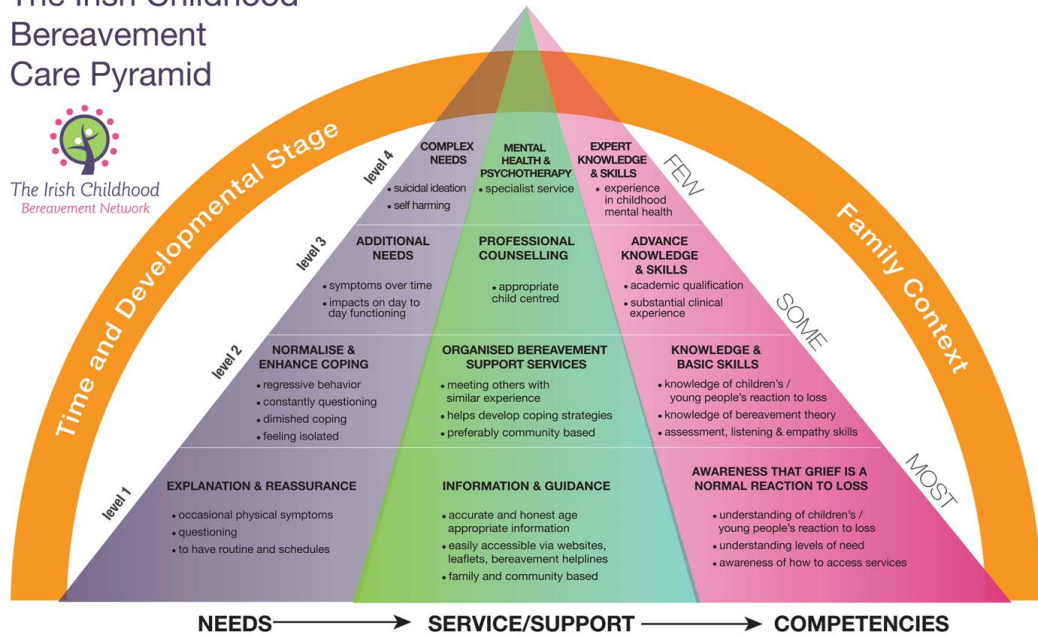 The Irish Childhood
Bereavement
Care Pyramid
The Irish Childhood
Bereavement Network
Time and Developmental Stage
Family Context
level 4
COMPLEX
NEEDS
• suicidal ideation
• self harming
MENTAL
HEALTH &
PSYCHOTHERAPY
• specialist service
EXPERT
KNOWLEDGE
& SKILLS
• experience
in childhood
mental health
FEW
level 3
ADDITIONAL
NEEDS
• symptoms over time
• impacts on day to
day functioning
PROFESSIONAL
COUNSELLING
• appropriate
child centred
ADVANCE
KNOWLEDGE
& SKILLS
• academic qualification
• substantial clinical
experience
SOME
level 2
NORMALISE &
ENHANCE COPING
• regressive behavior
• constantly questioning
• dimished coping
• feeling isolated
ORGANISED BEREAVEMENT
SUPPORT SERVICES
• meeting others with
similar experience
• helps develop coping strategies
• preferably community based
KNOWLEDGE &
BASIC SKILLS
• knowledge of children's /
young people's reaction to loss
• knowledge of bereavement theory
• assessment, listening & empathy skills
MOST
level 1
EXPLANATION & REASSURANCE
• occasional physical symptoms
• questioning
• to have routine and schedules
INFORMATION & GUIDANCE
• accurate and honest age
appropriate information
• easily accessible via websites,
leaflets, bereavement helplines
• family and community based
AWARENESS THAT GRIEF IS A
NORMAL REACTION TO LOSS
• understanding of children's /
young people's reaction to loss
• understanding levels of need
• awareness of how to access services
NEEDS
SERVICE/SUPPORT
COMPETENCIES